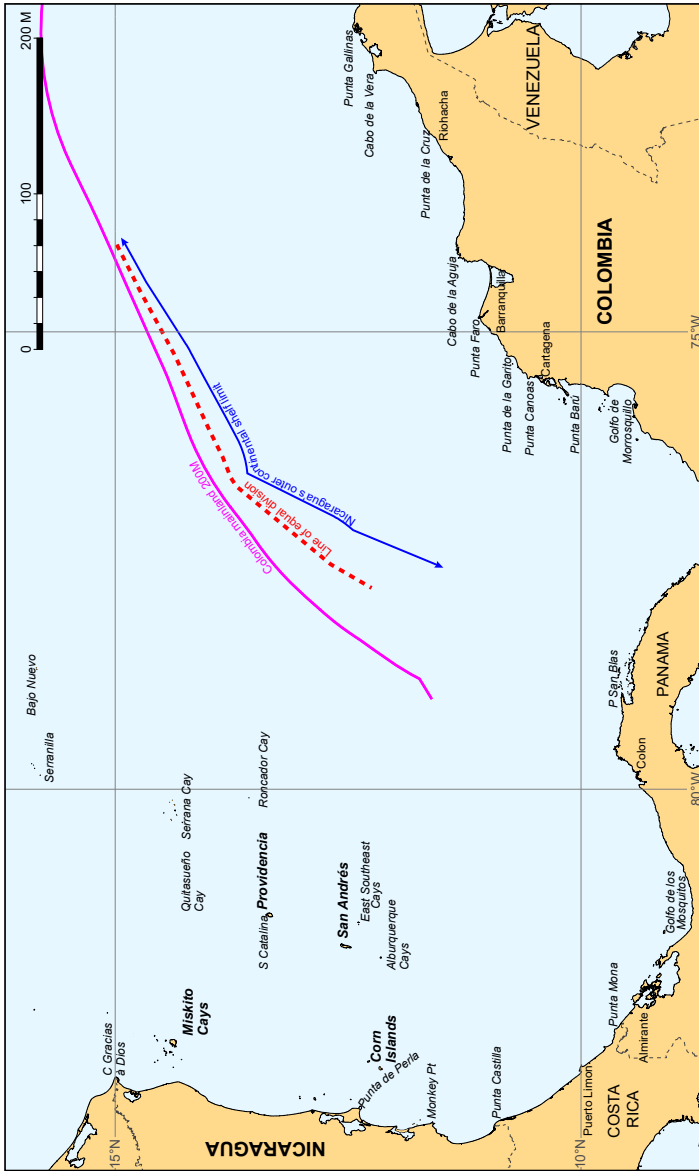 0
100
200 M
Bajo Nuevo
Serranilla
Punta Gallinas
Cabo de la Vera
Colombia mainland 200M
Line of equal division
Nicaragua's outer continental shelf limit
15°N
C Gracias
à Dios
Miskito
Cays
Quitasueño
Cay
Serrana Cay
S Catalina
Providencia
Roncador Cay
San Andrés
East Southeast
Cays
Alburquerque
Cays
Corn
Islands
Punta de Perla
Monkey Pt
NICARAGUA
Punta Castilla
Puerto Limon
10°N
COSTA
RICA
Punta Mona
Almirante
Golfo de los
Mosquitos
80°W
Colon
P San Blas
PANAMA
Punta de la Cruz
Riohacha
VENEZUELA
Cabo de la Aguja
Punta Faro
Barranquilla
Punta de la Garito
Punta Canoas
Cartagena
Punta Barú
Golfo de
Morrosquillo
COLOMBIA
75°W